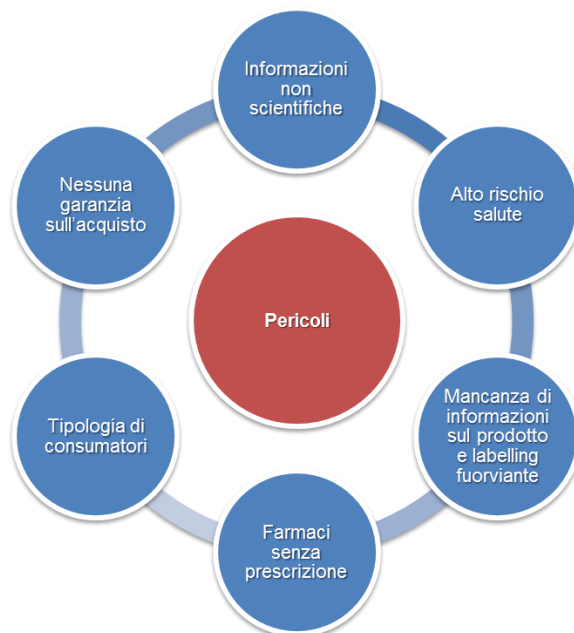 Informazioni
non
scientifiche
Alto rischio
salute
Mancanza di
informazioni
sul prodotto
e labelling
fuorviante
Farmaci
senza
prescrizione
Tipologia di
consumatori
Nessuna
garanzia
sull'acquisto
Pericoli